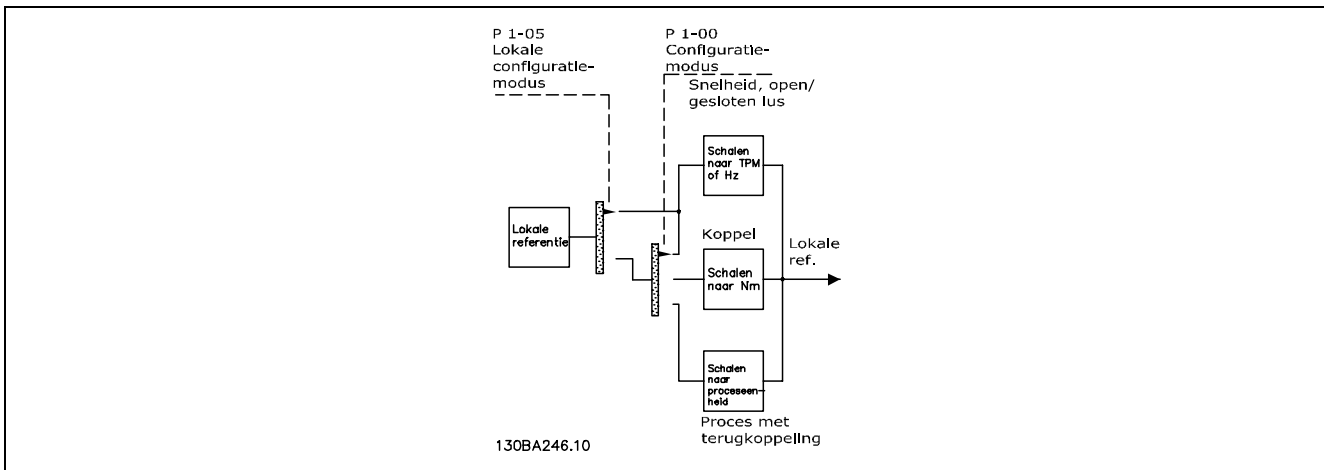 P 1-05
Lokale
configuratie-
modus
P 1-00
Configuratie-
modus
Snelheid, open/
gesloten lus
Schalen
naar TPM
of Hz
Lokale
referentie
Koppel
Schalen
naar Nm
Lokale
ref.
Schalen
naar
proceseen-
heid
Proces met
terugkoppeling
130BA246.10